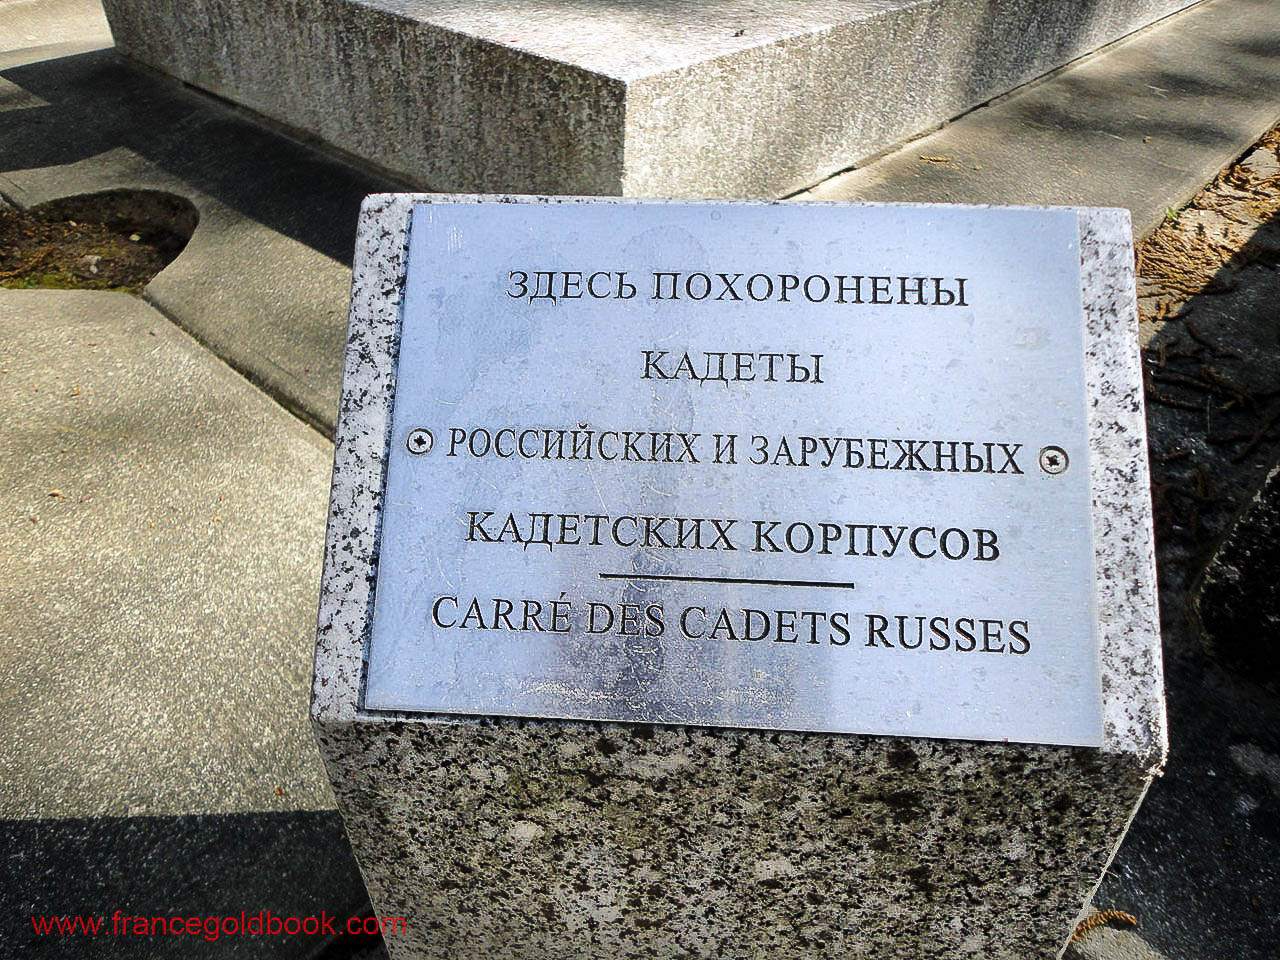 ЗДЕСЬ ПОХОРОНЕНЫ
КАДЕТЫ
РОССИЙСКИХ И ЗАРУБЕЖНЫХ
КАДЕТСКИХ КОРПУСОВ
CARRÉ DES CADETS RUSSES
www.francegoldbook.com